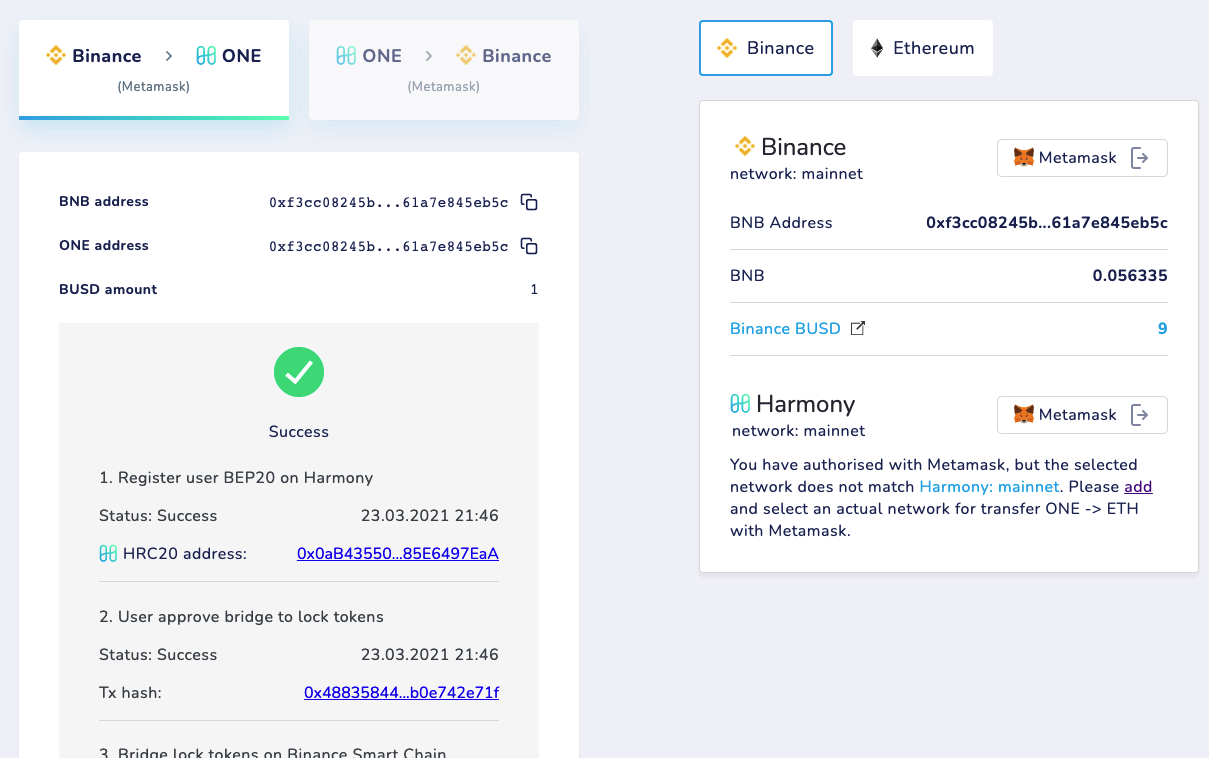 Binance > ONE
(Metamask)
ONE > Binance
(Metamask)
BNB address 0xf3cc08245b...61a7e845eb5c
ONE address 0xf3cc08245b...61a7e845eb5c
BUSD amount 1
Success
1. Register user BEP20 on Harmony
Status: Success 23.03.2021 21:46
HRC20 address: 0x0aB43550...85E6497EaA
2. User approve bridge to lock tokens
Status: Success 23.03.2021 21:46
Tx hash: 0x48835844...b0e742e71f
3. Bridge lock tokens on Binance Smart Chain
Binance
Ethereum
Binance
network: mainnet
Metamask
BNB Address 0xf3cc08245b...61a7e845eb5c
BNB 0.056335
Binance BUSD 9
Harmony
network: mainnet
Metamask
You have authorised with Metamask, but the selected
network does not match Harmony: mainnet. Please add
and select an actual network for transfer ONE -> ETH
with Metamask.